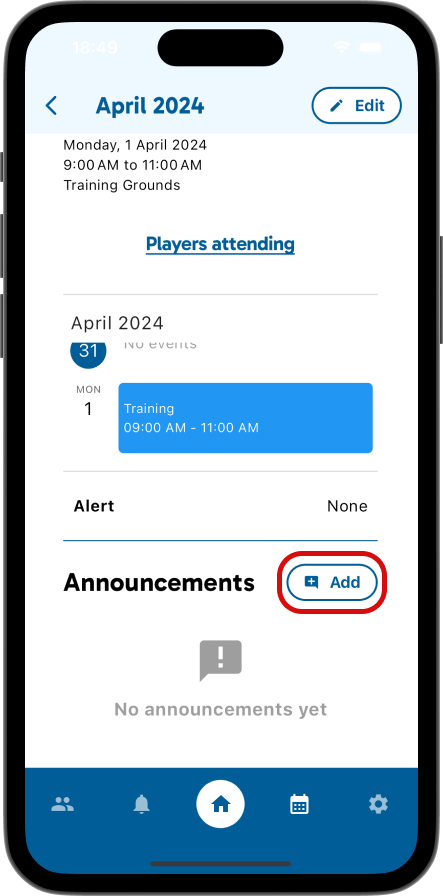 18:49
April 2024
Edit
Monday, 1 April 2024
9:00 AM to 11:00 AM
Training Grounds
Players attending
April 2024
31
No events
MON
1
Training
09:00 AM - 11:00 AM
Alert
None
Announcements
Add
No announcements yet